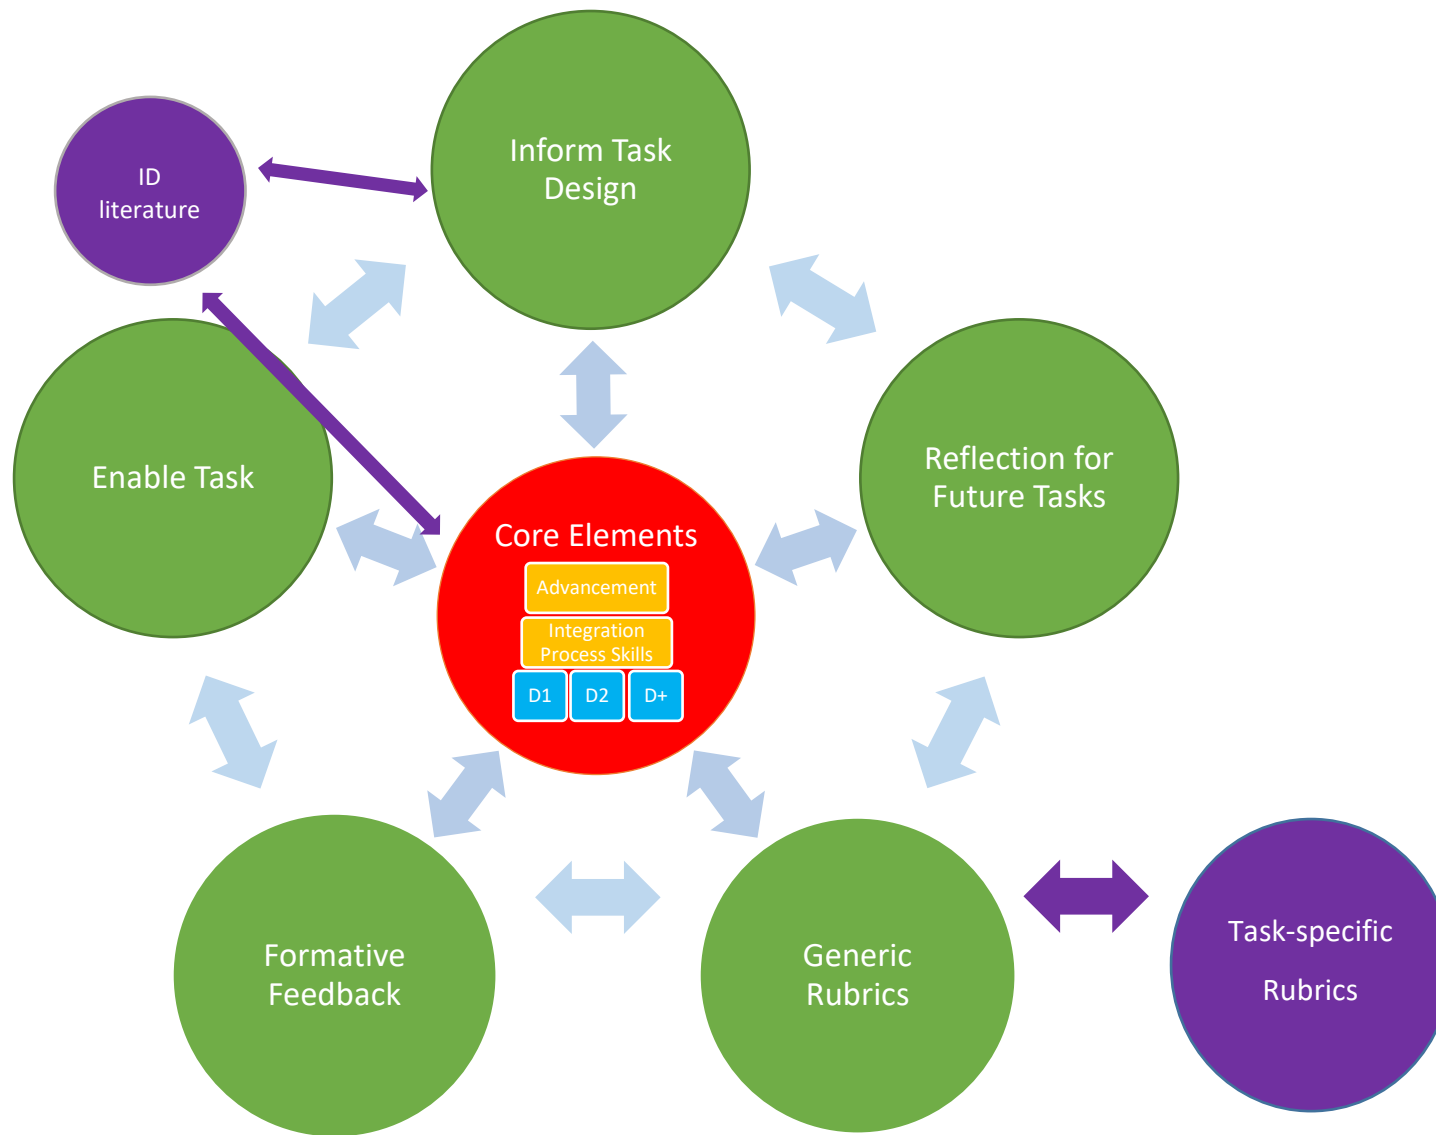 Inform Task
Design
ID
literature
Enable Task
Reflection for
Future Tasks
Core Elements
Advancement
Integration
Process Skills
D1 D2 D+
Formative
Feedback
Generic
Rubrics
Task-specific
Rubrics